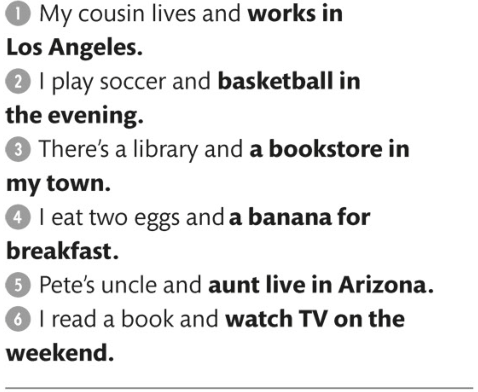 1 My cousin lives and works in
Los Angeles.
2 I play soccer and basketball in
the evening.
3 There's a library and a bookstore in
my town.
4 I eat two eggs and a banana for
breakfast.
5 Pete's uncle and aunt live in Arizona.
6 I read a book and watch TV on the
weekend.